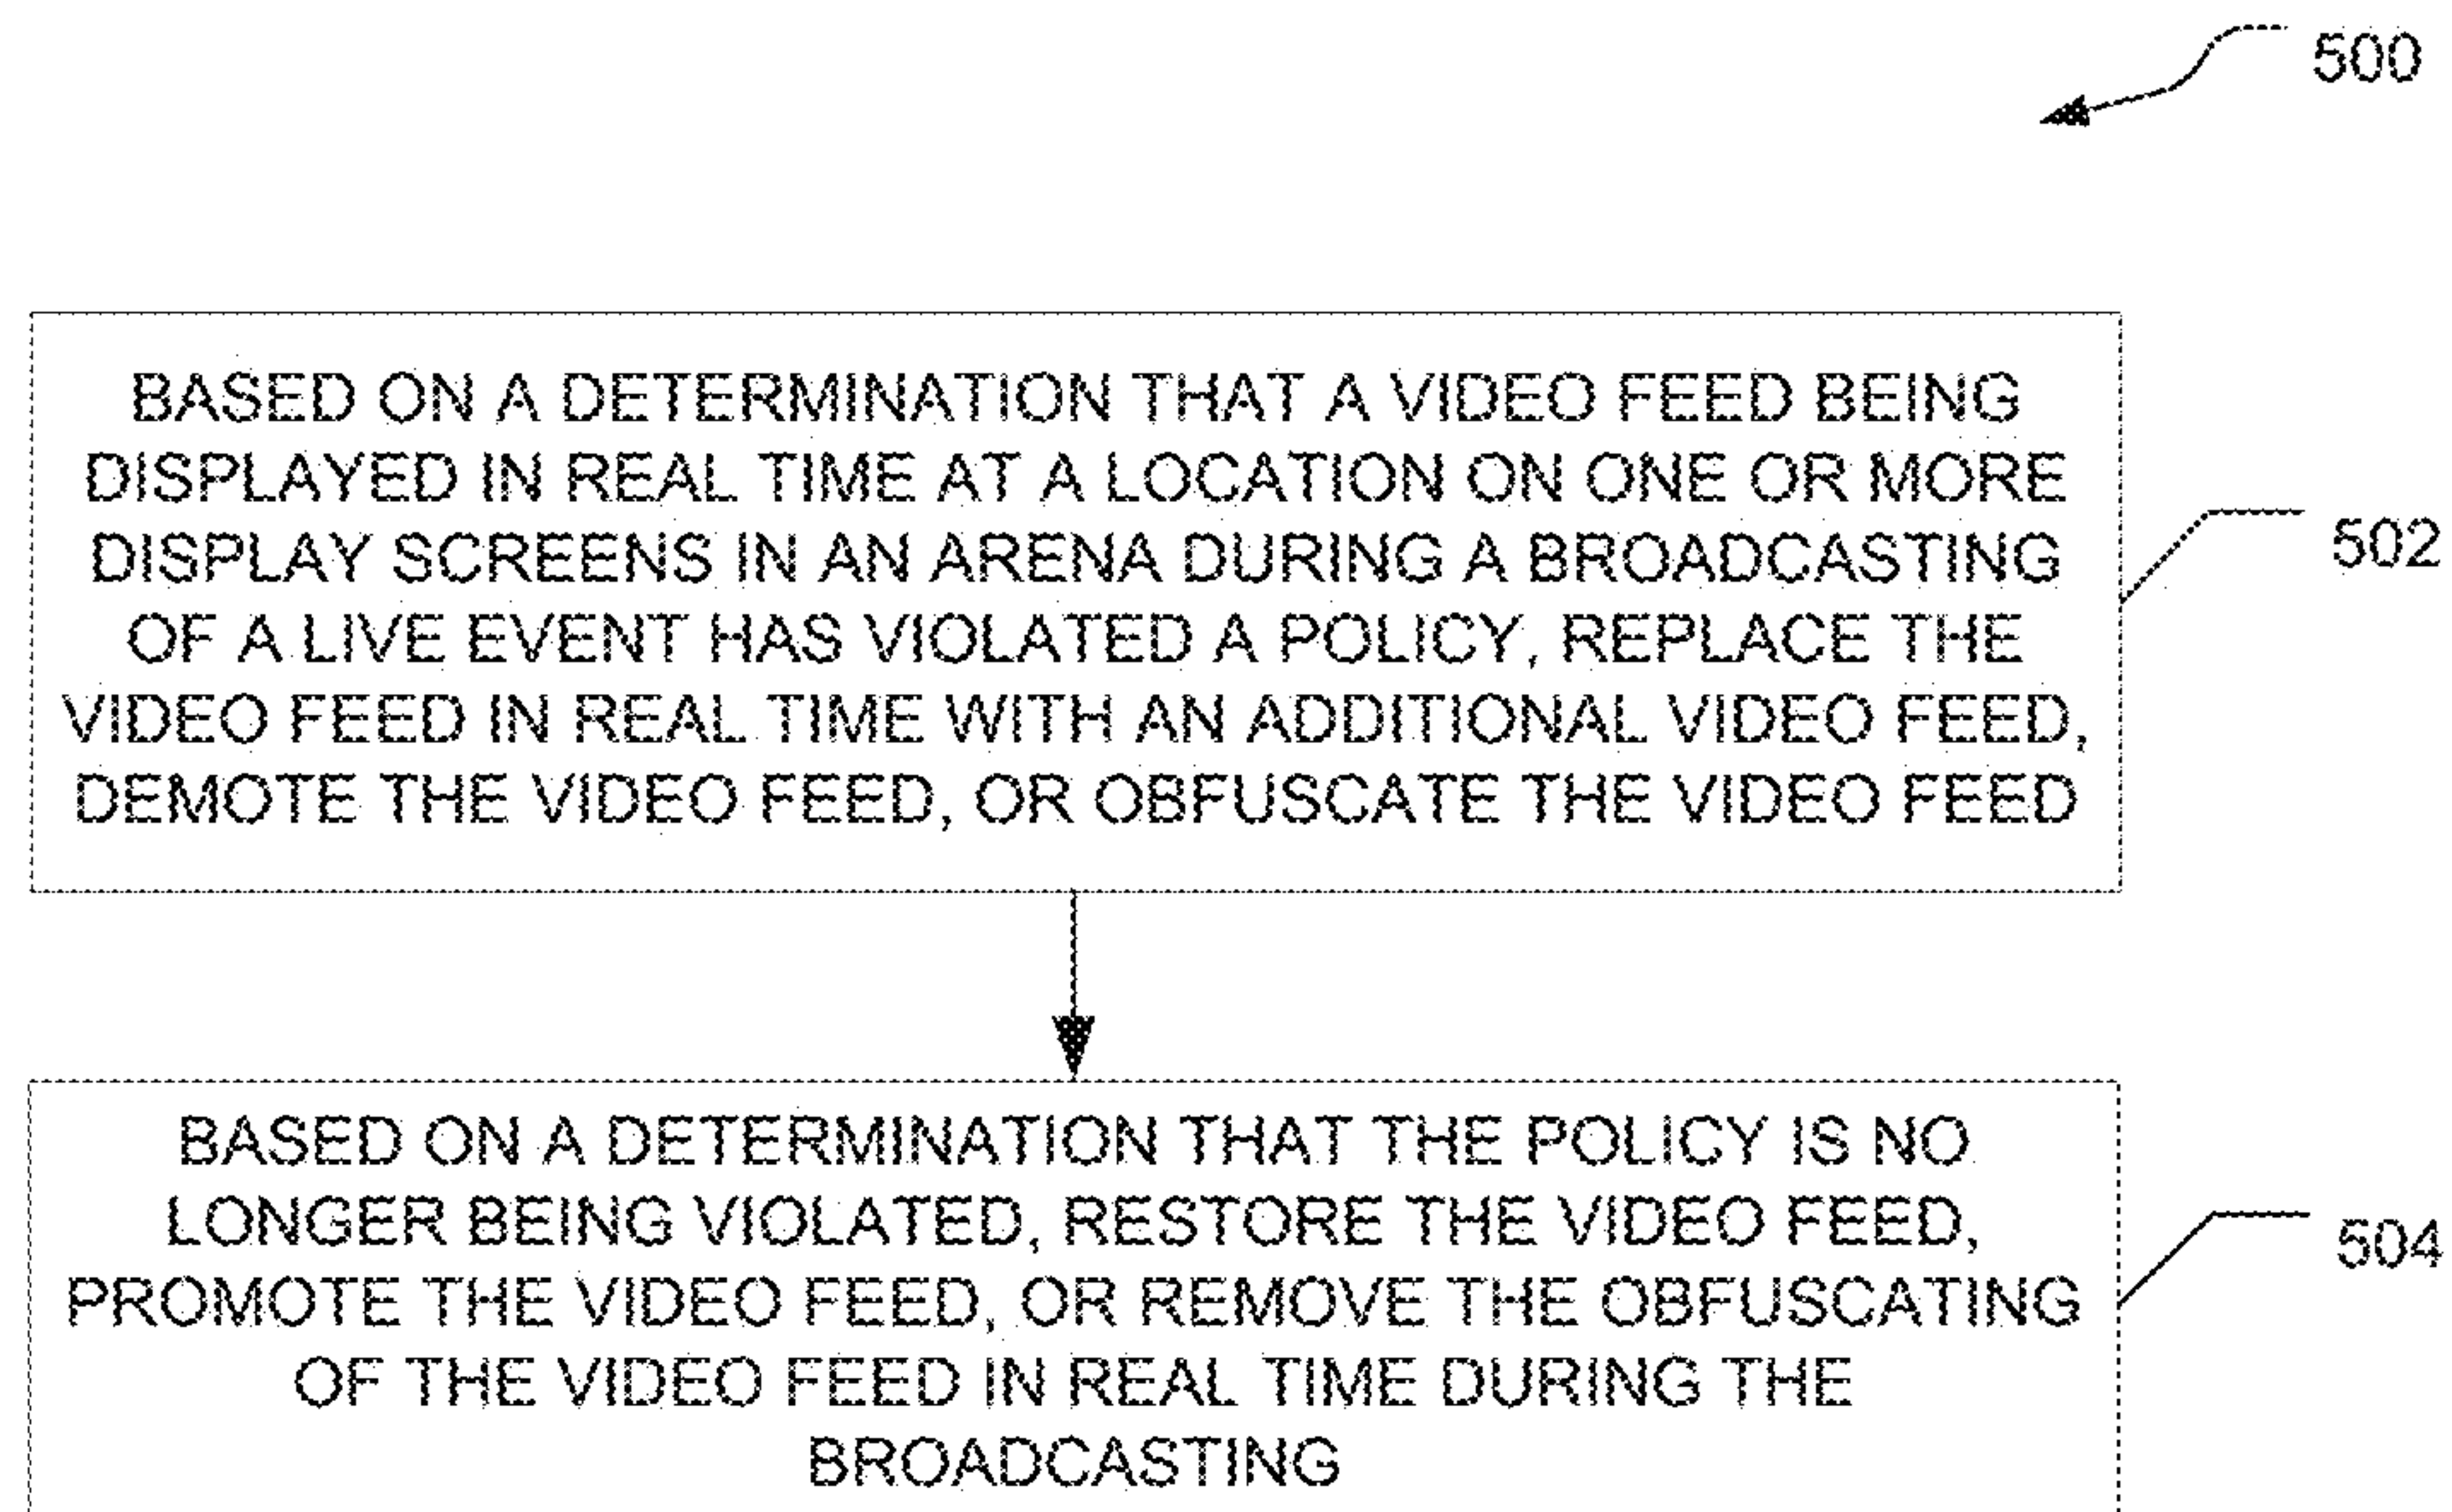 500
BASED ON A DETERMINATION THAT A VIDEO FEED BEING
DISPLAYED IN REAL TIME AT A LOCATION ON ONE OR MORE
DISPLAY SCREENS IN AN ARENA DURING A BROADCASTING
OF A LIVE EVENT HAS VIOLATED A POLICY, REPLACE THE
VIDEO FEED IN REAL TIME WITH AN ADDITIONAL VIDEO FEED,
DEMOTE THE VIDEO FEED, OR OBFUSCATE THE VIDEO FEED
502
BASED ON A DETERMINATION THAT THE POLICY IS NO
LONGER BEING VIOLATED, RESTORE THE VIDEO FEED,
PROMOTE THE VIDEO FEED, OR REMOVE THE OBFUSCATING
OF THE VIDEO FEED IN REAL TIME DURING THE
BROADCASTING
504